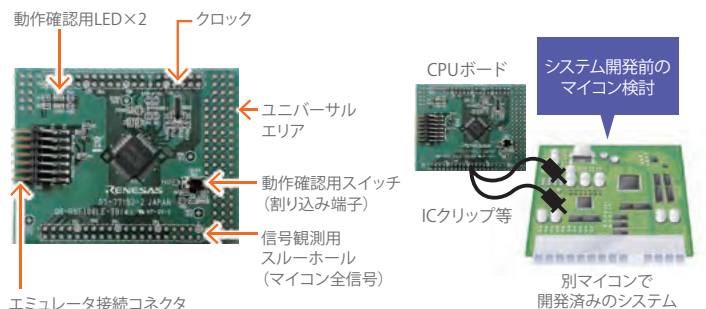 動作確認用LED×2
クロック
ユニバーサル
エリア
動作確認用スイッチ
(割り込み端子)
信号観測用
スルーホール
(マイコン全信号)
エミュレータ接続コネクタ
RENESAS
CPUボード
システム開発前の
マイコン検討
ICクリップ等
別マイコンで
開発済みのシステム